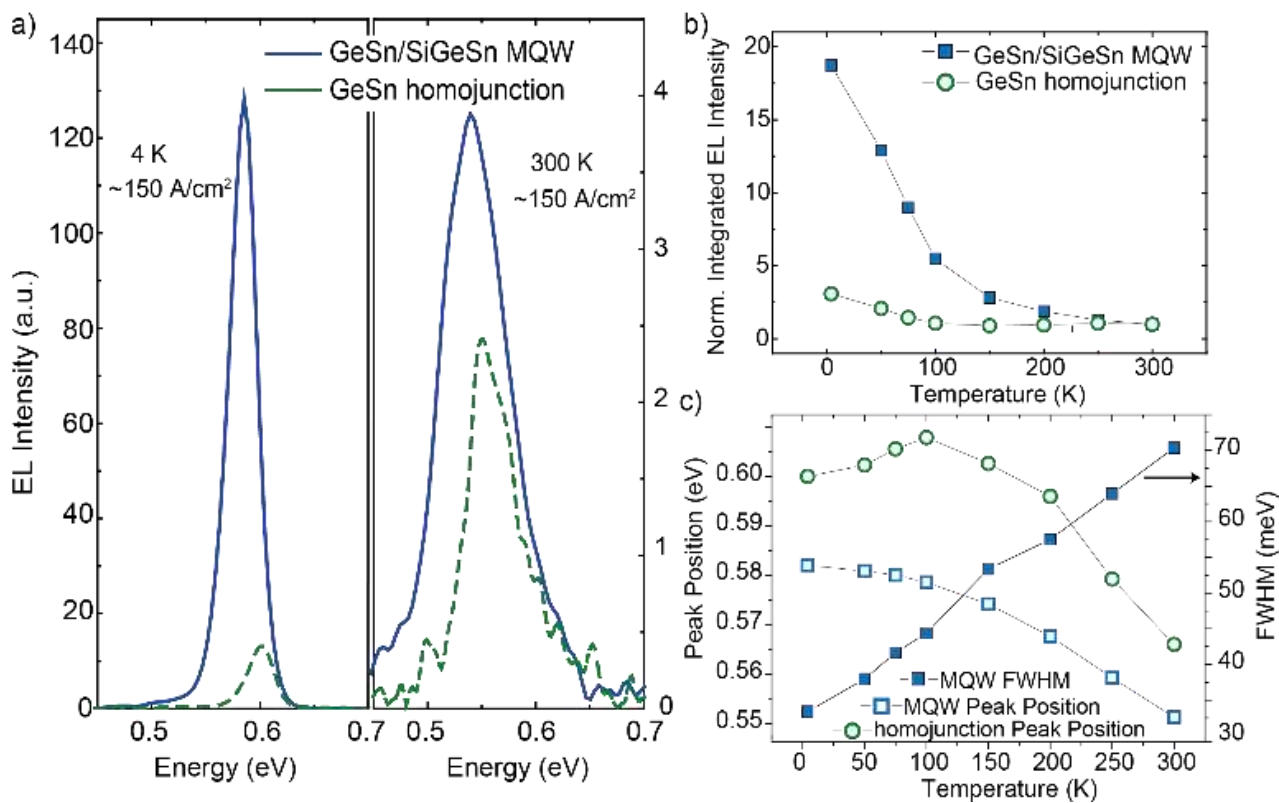 a)
140
120
100
80
60
40
20
0
EL Intensity (a.u.)
GeSn/SiGeSn MQW
GeSn homojunction
4 K
~150 A/cm²
300 K
~150 A/cm²
4
3
2
1
0
0.5 0.6 0.7
Energy (eV)
0.5 0.6 0.7
Energy (eV)
b)
20
15
10
5
0
Norm. Integrated EL Intensity
GeSn/SiGeSn MQW
GeSn homojunction
0 50 100 150 200 250 300
Temperature (K)
c)
0.60
0.59
0.58
0.57
0.56
0.55
Peak Position (eV)
70
60
50
40
30
FWHM (meV)
MQW FWHM
MQW Peak Position
homojunction Peak Position
0 50 100 150 200 250 300
Temperature (K)